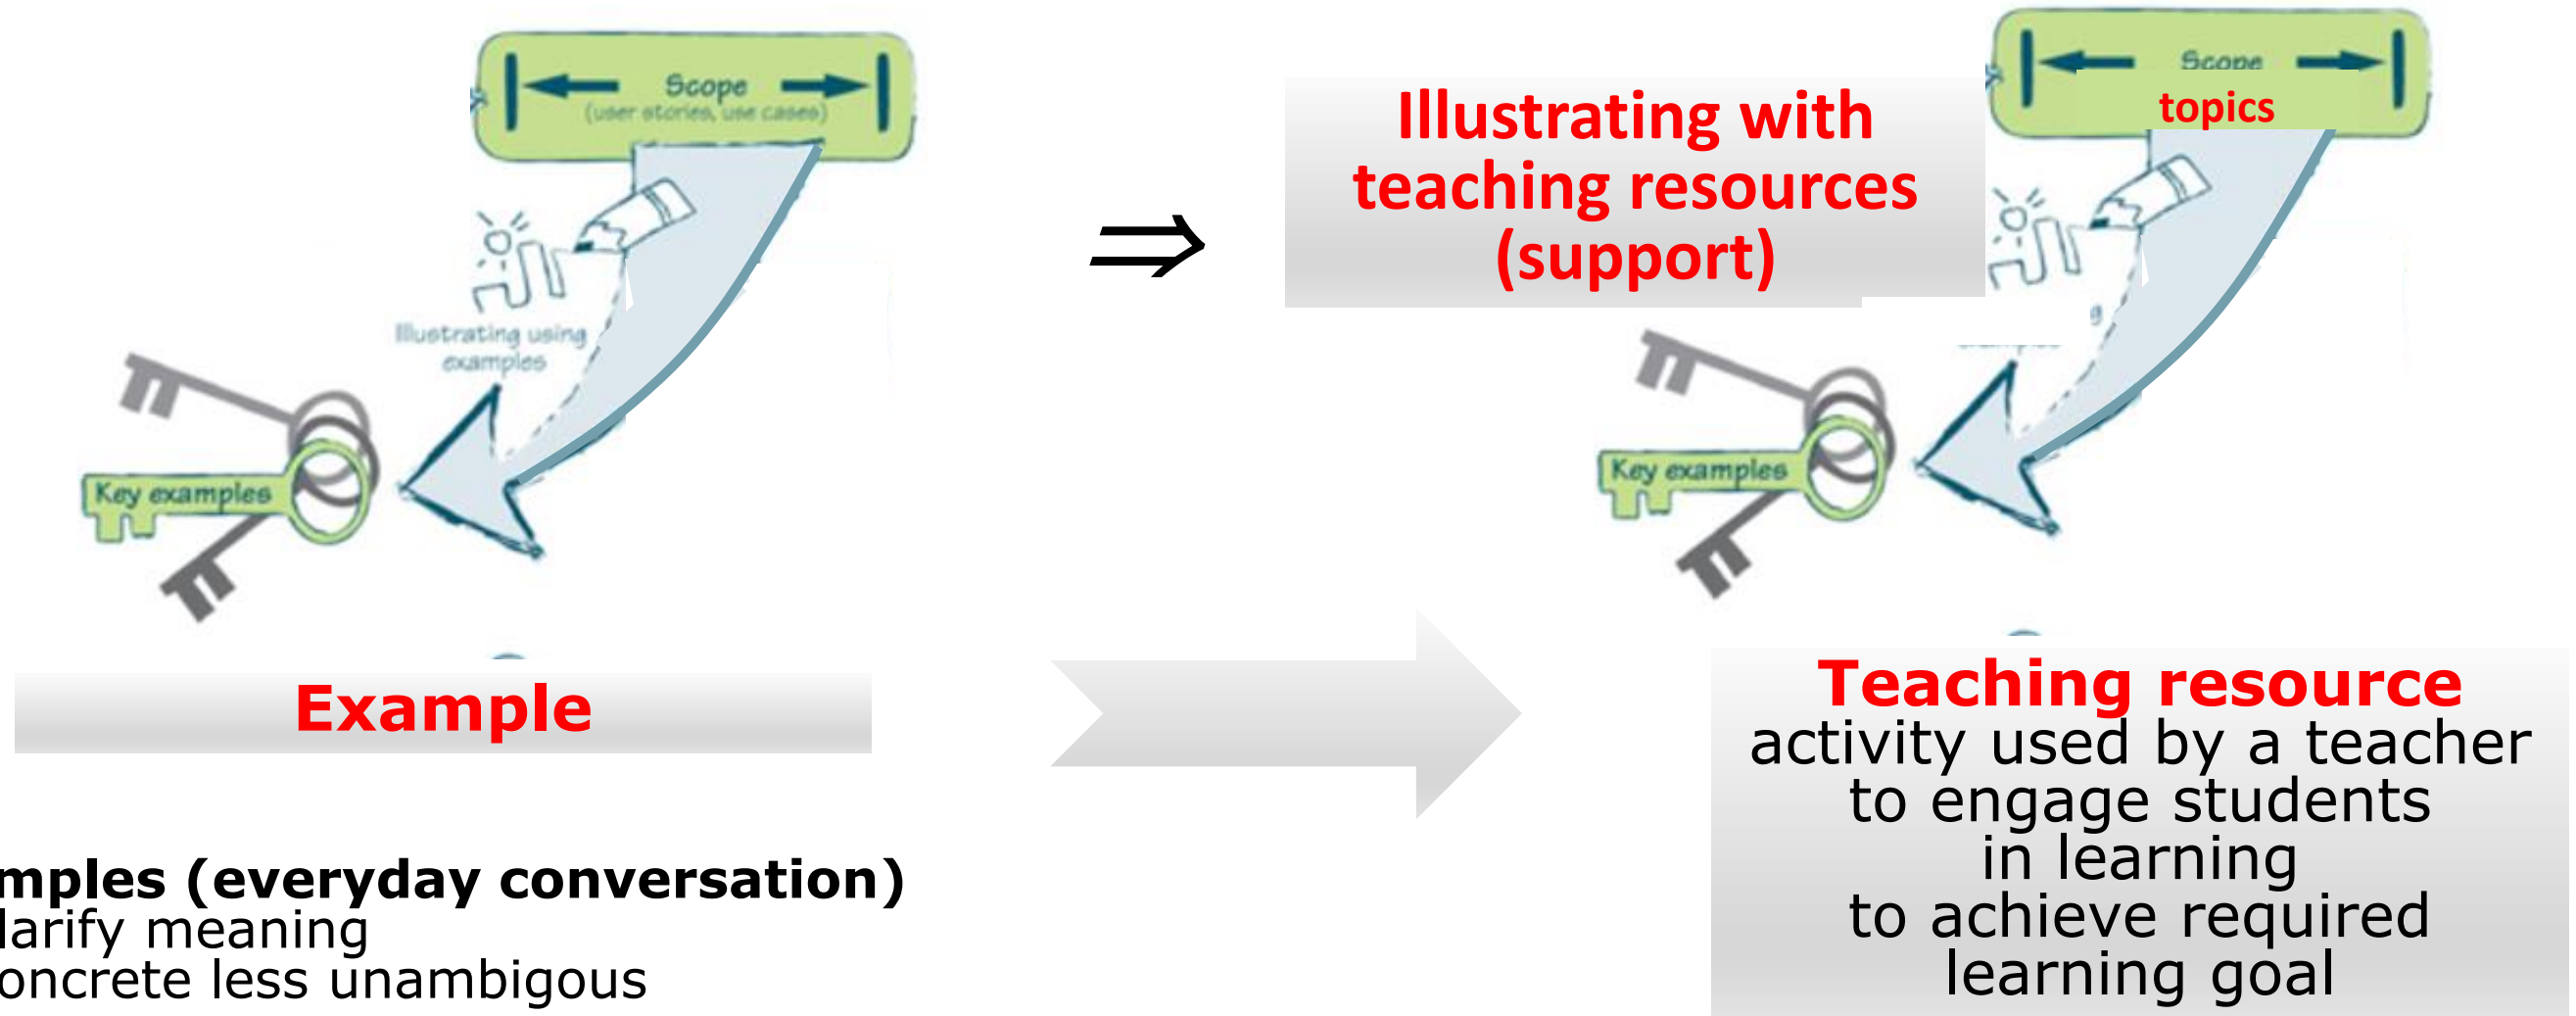 Scope
(user stories, use cases)
Illustrating using
examples
Key examples
Example
mples (everyday conversation)
larify meaning
oncrete less unambigous
⇒
Illustrating with
teaching resources
(support)
Scope
topics
Key examples
Teaching resource
activity used by a teacher
to engage students
in learning
to achieve required
learning goal